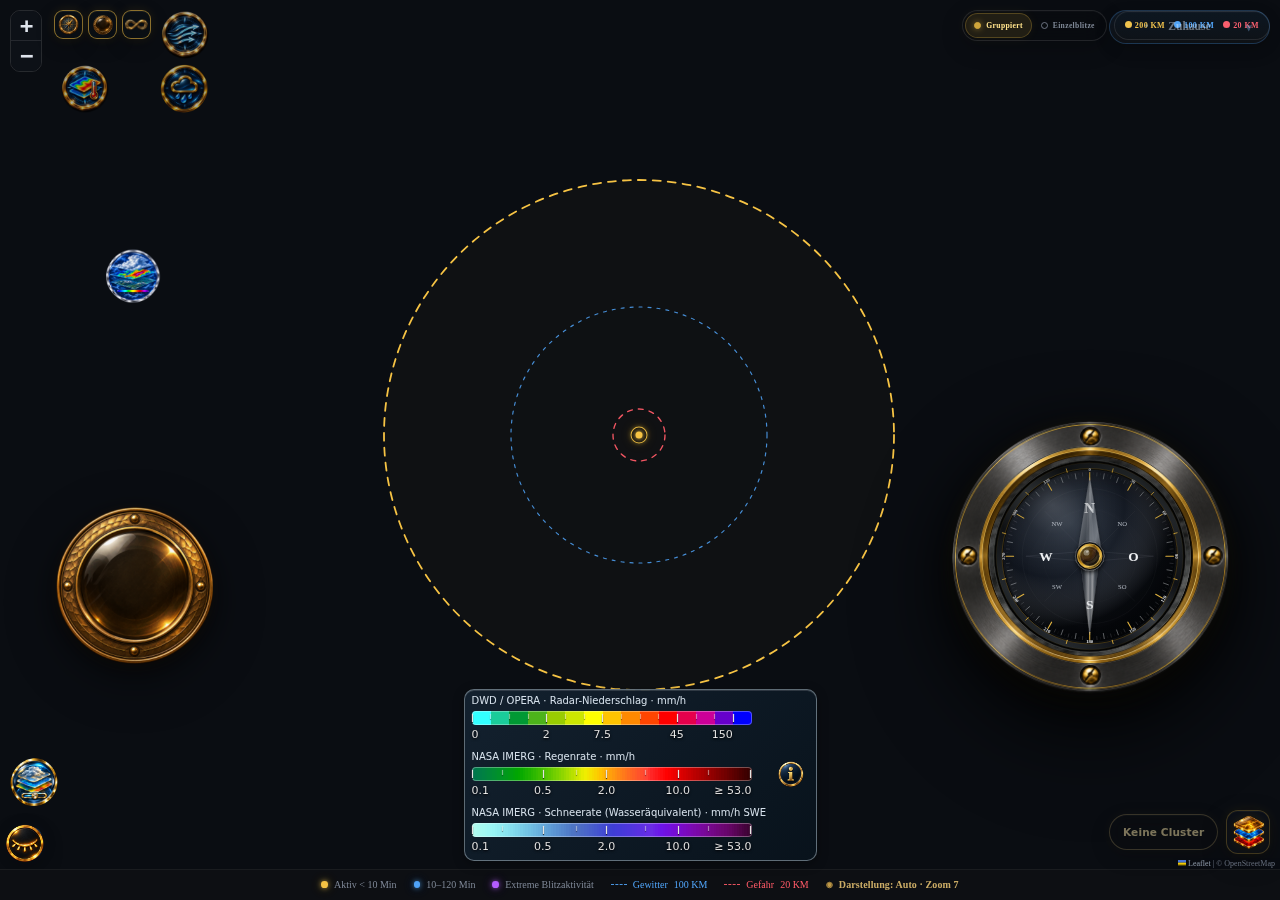 +
−
Gruppiert
Einzelblitze
200 KM
100 KM
20 KM
Zuhause
N
NW
NO
W
O
SW
SO
S
DWD / OPERA · Radar-Niederschlag · mm/h
0 2 7.5 45 150
NASA IMERG · Regenrate · mm/h
0.1 0.5 2.0 10.0 ≥ 53.0
NASA IMERG · Schneerate (Wasseräquivalent) · mm/h SWE
0.1 0.5 2.0 10.0 ≥ 53.0
Keine Cluster
Leaflet | © OpenStreetMap
Aktiv < 10 Min
10–120 Min
Extreme Blitzaktivität
Gewitter 100 KM
Gefahr 20 KM
Darstellung: Auto · Zoom 7